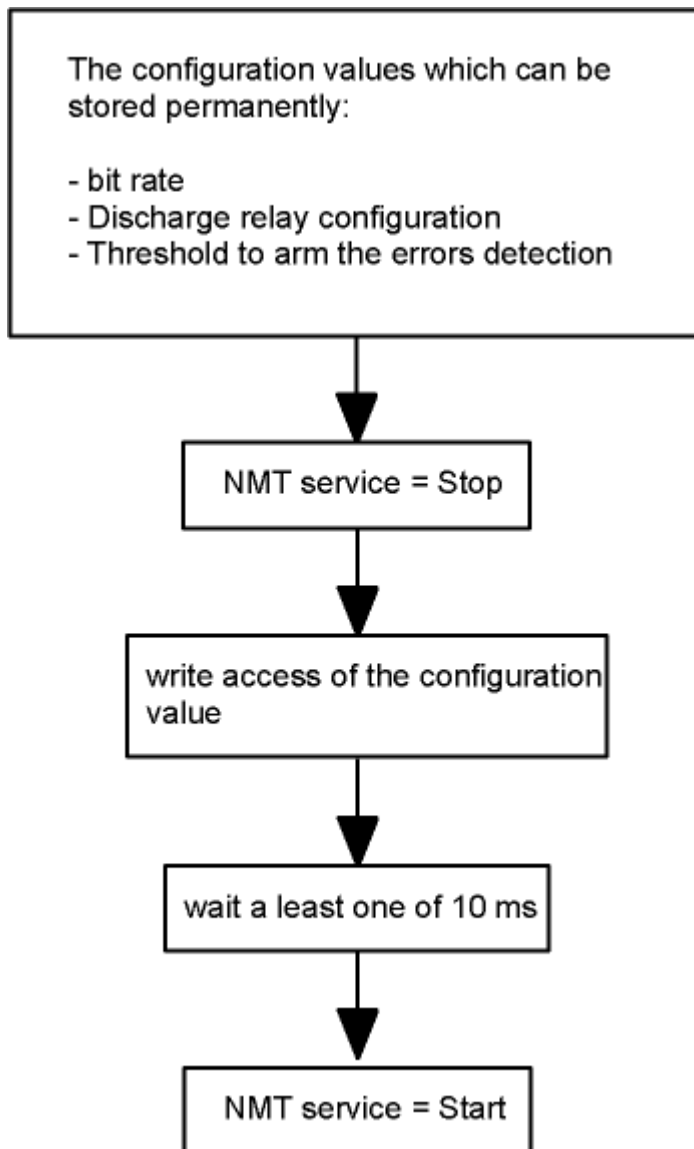 The configuration values which can be
stored permanently:
- bit rate
- Discharge relay configuration
- Threshold to arm the errors detection
NMT service = Stop
write access of the configuration
value
wait a least one of 10 ms
NMT service = Start